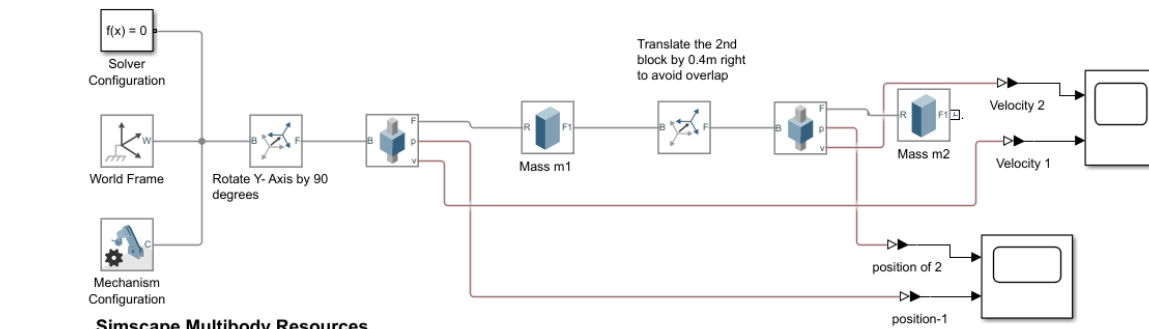 f(x) = 0
Solver
Configuration
W
World Frame
C
Mechanism
Configuration
B
F
Rotate Y- Axis by 90
degrees
B
F
p
v
R
F1
Mass m1
Translate the 2nd
block by 0.4m right
to avoid overlap
B
F
B
F
p
v
R
F1
Mass m2
Velocity 2
Velocity 1
position of 2
position-1
Simscape Multibody Resources